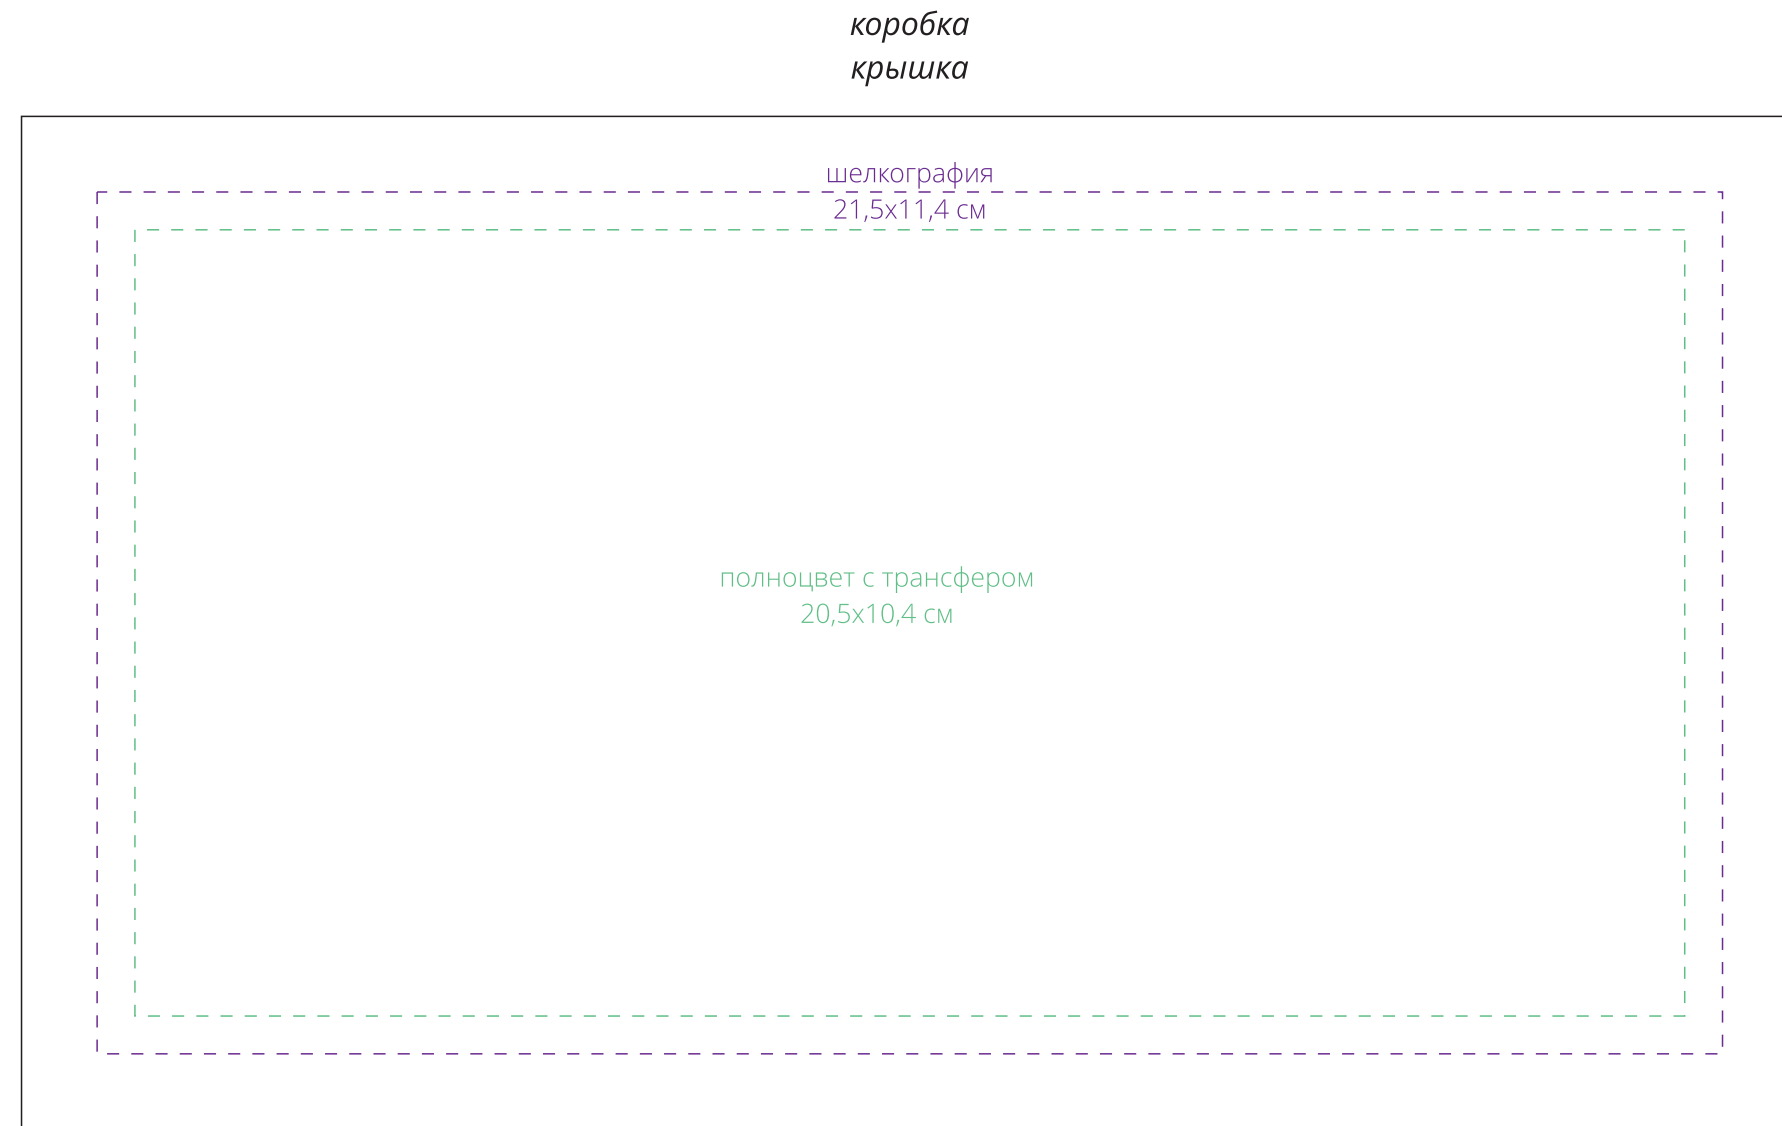 коробка
крышка
шелкография
21,5х11,4 см
полноцвет с трансфером
20,5х10,4 см